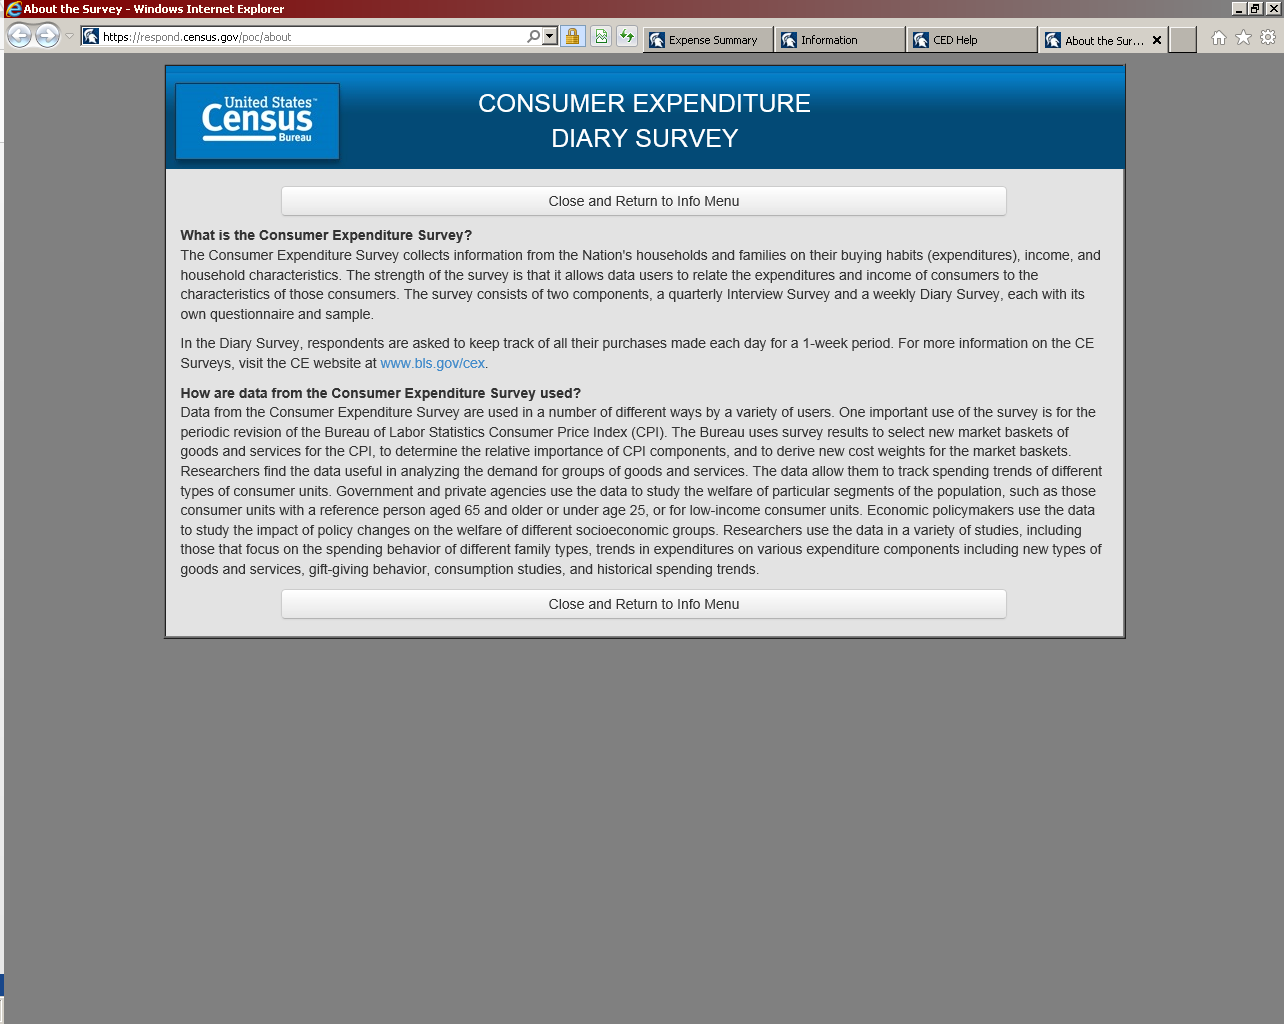 About the Survey - Windows Internet Explorer
https://respond.census.gov/poc/about
Expense Summary
Information
CED Help
About the Sur...
United States™
Census
Bureau
CONSUMER EXPENDITURE
DIARY SURVEY
Close and Return to Info Menu
What is the Consumer Expenditure Survey?
The Consumer Expenditure Survey collects information from the Nation's households and families on their buying habits (expenditures), income, and
household characteristics. The strength of the survey is that it allows data users to relate the expenditures and income of consumers to the
characteristics of those consumers. The survey consists of two components, a quarterly Interview Survey and a weekly Diary Survey, each with its
own questionnaire and sample.
In the Diary Survey, respondents are asked to keep track of all their purchases made each day for a 1-week period. For more information on the CE
Surveys, visit the CE website at www.bls.gov/cex.
How are data from the Consumer Expenditure Survey used?
Data from the Consumer Expenditure Survey are used in a number of different ways by a variety of users. One important use of the survey is for the
periodic revision of the Bureau of Labor Statistics Consumer Price Index (CPI). The Bureau uses survey results to select new market baskets of
goods and services for the CPI, to determine the relative importance of CPI components, and to derive new cost weights for the market baskets.
Researchers find the data useful in analyzing the demand for groups of goods and services. The data allow them to track spending trends of different
types of consumer units. Government and private agencies use the data to study the welfare of particular segments of the population, such as those
consumer units with a reference person aged 65 and older or under age 25, or for low-income consumer units. Economic policymakers use the data
to study the impact of policy changes on the welfare of different socioeconomic groups. Researchers use the data in a variety of studies, including
those that focus on the spending behavior of different family types, trends in expenditures on various expenditure components including new types of
goods and services, gift-giving behavior, consumption studies, and historical spending trends.
Close and Return to Info Menu